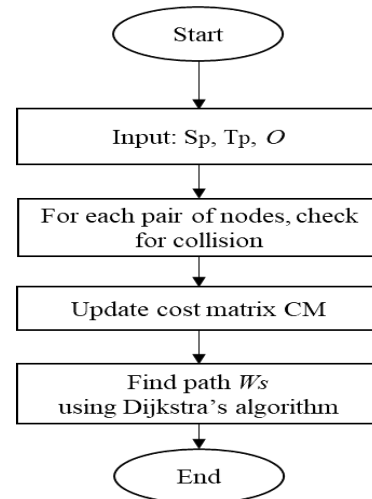 Start
Input: Sp, Tp, O
For each pair of nodes, check
for collision
Update cost matrix CM
Find path Ws
using Dijkstra's algorithm
End